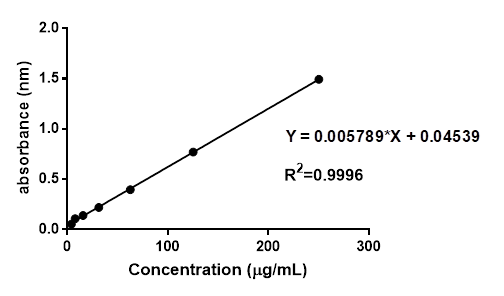 2.0
1.5
1.0
0.5
0.0
0
100
200
300
absorbance (nm)
Concentration (μg/mL)
Y = 0.005789*X + 0.04539
R²=0.9996